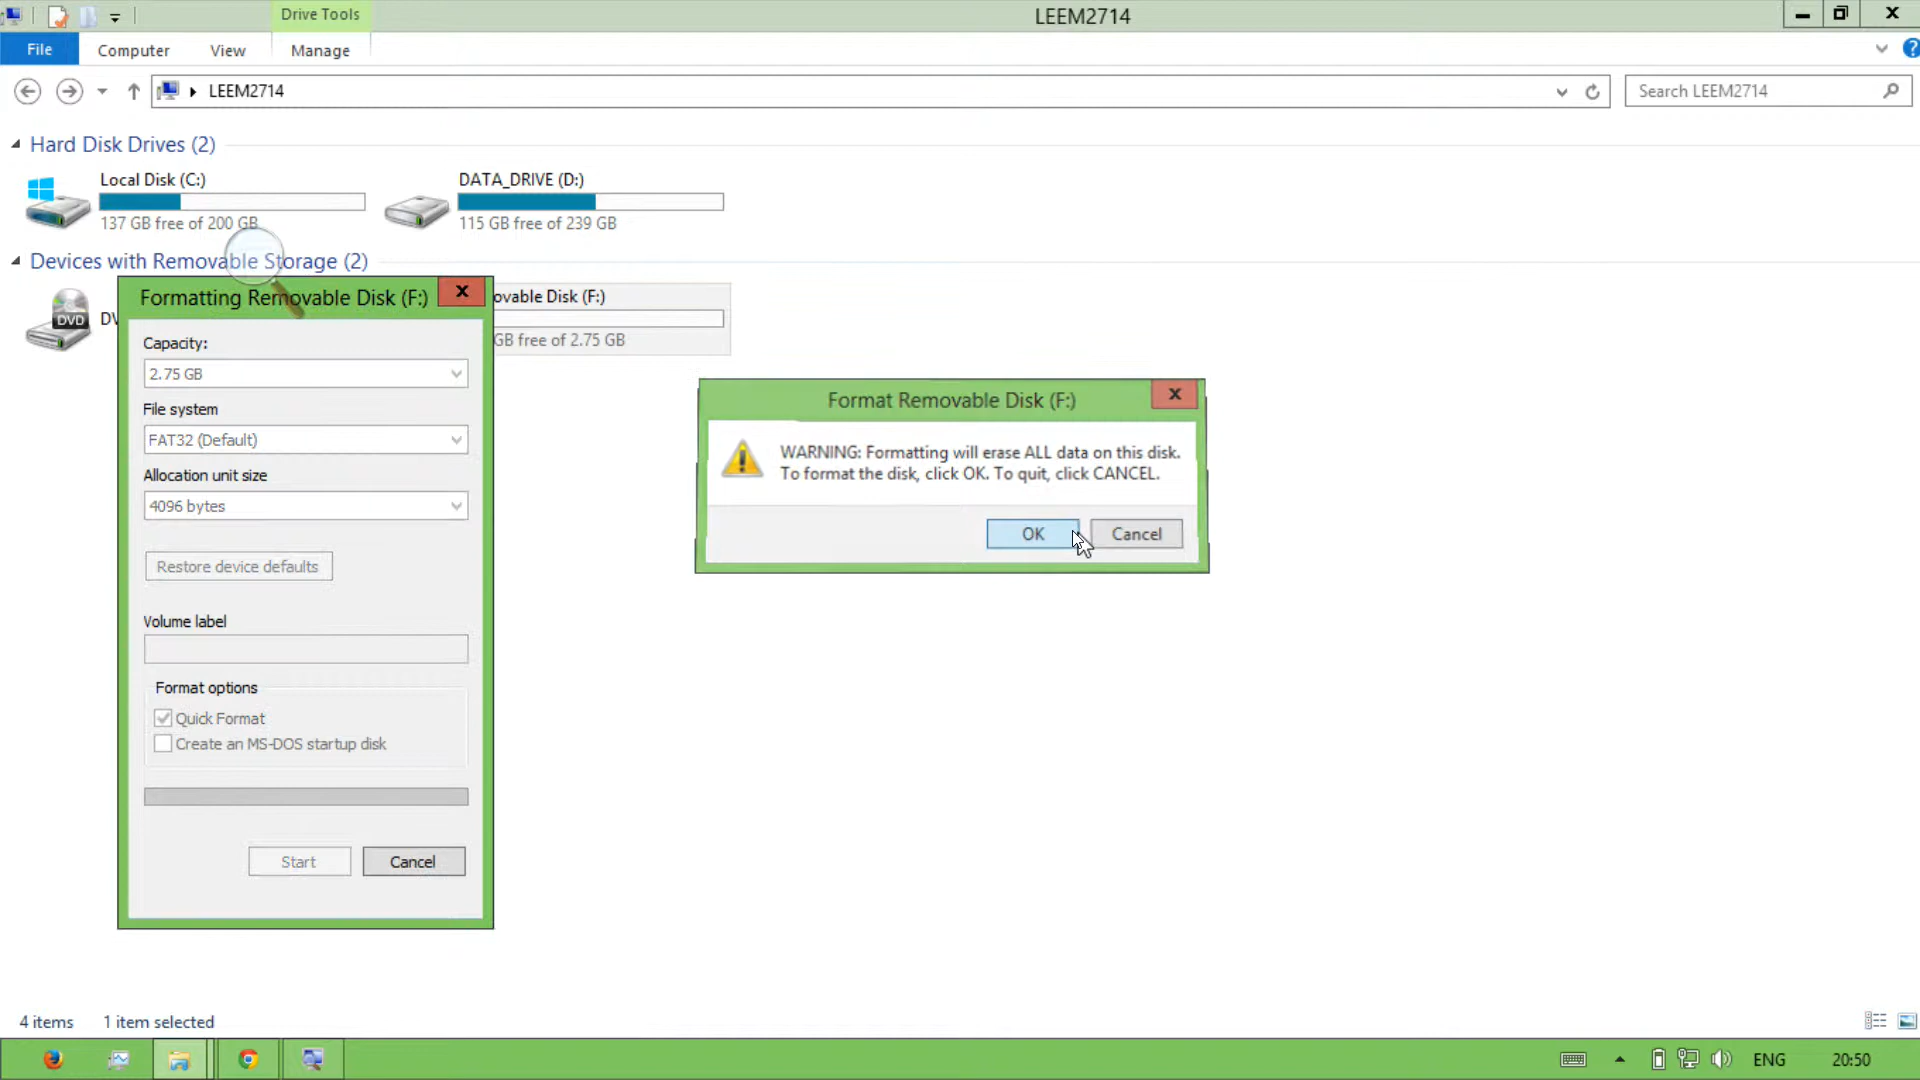 Drive Tools
LEEM2714
File
Computer
View
Manage
LEEM2714
Search LEEM2714
Hard Disk Drives (2)
Local Disk (C:)
137 GB free of 200 GB
DATA_DRIVE (D:)
115 GB free of 239 GB
Devices with Removable Storage (2)
DVD
DV
ovable Disk (F:)
GB free of 2.75 GB
Formatting Removable Disk (F:)
Capacity:
2.75 GB
File system
FAT32 (Default)
Allocation unit size
4096 bytes
Restore device defaults
Volume label
Format options
Quick Format
Create an MS-DOS startup disk
Start
Cancel
Format Removable Disk (F:)
WARNING: Formatting will erase ALL data on this disk.
To format the disk, click OK. To quit, click CANCEL.
OK
Cancel
4 items
1 item selected
ENG
20:50